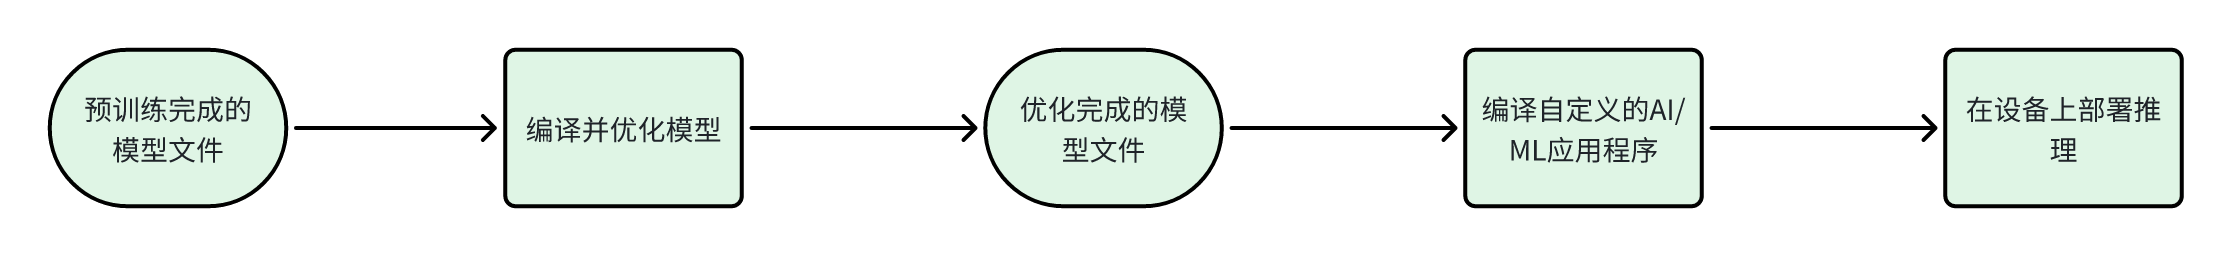 预训练完成的
模型文件
编译并优化模型
优化完成的模
型文件
编译自定义的AI/
ML应用程序
在设备上部署推
理